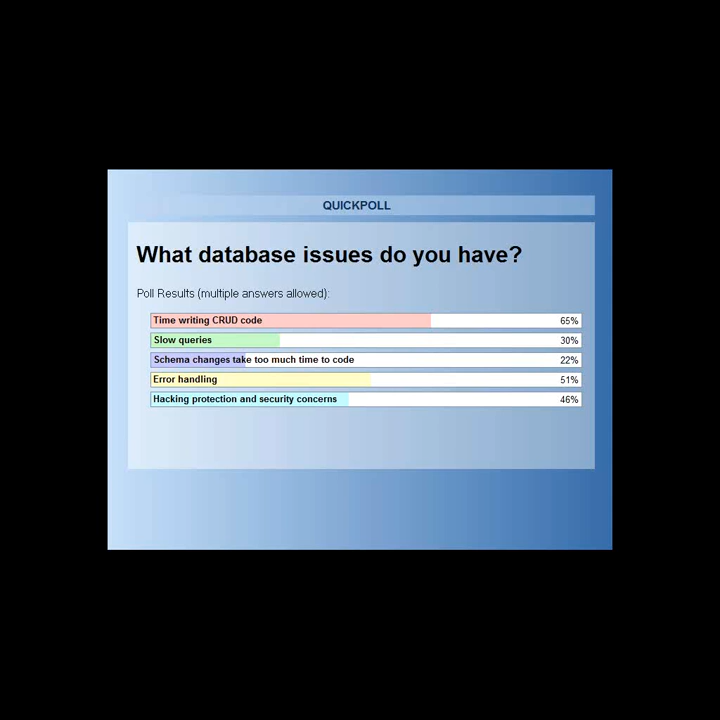 QUICKPOLL
What database issues do you have?
Poll Results (multiple answers allowed):
Time writing CRUD code 65%
Slow queries 30%
Schema changes take too much time to code 22%
Error handling 51%
Hacking protection and security concerns 46%